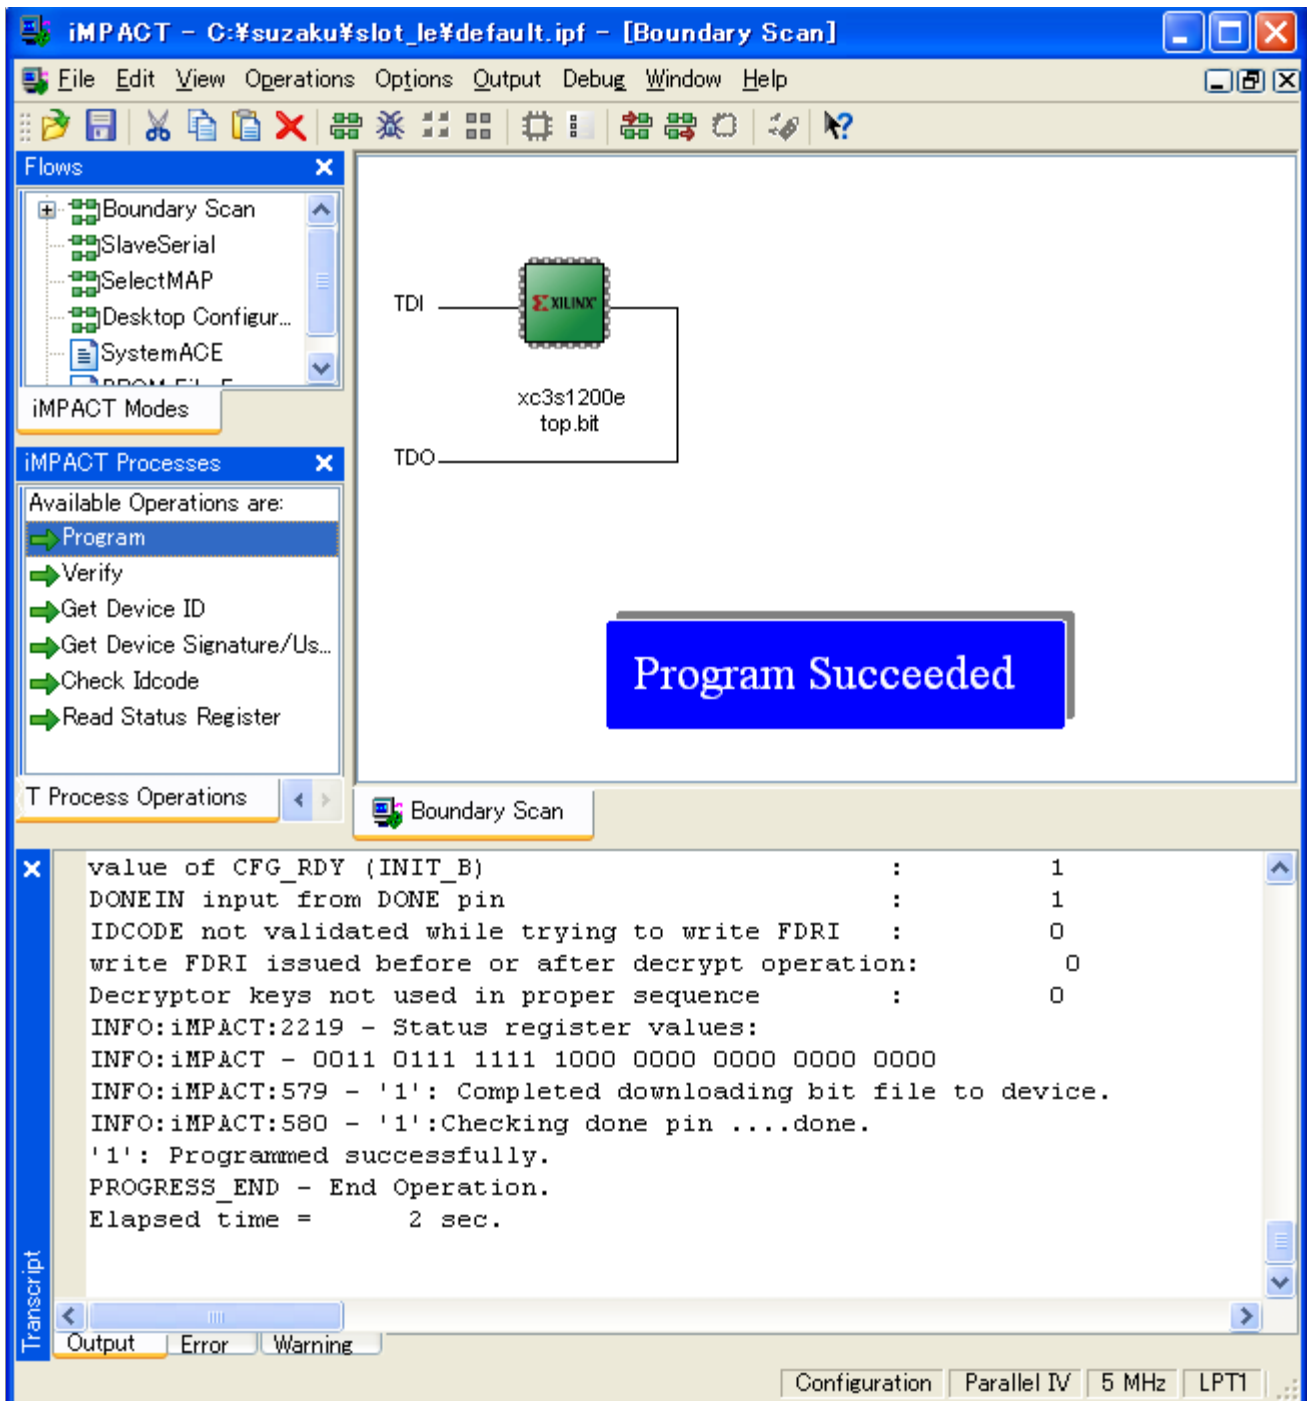 iMPACT - C:¥suzaku¥slot_le¥default.ipf - [Boundary Scan]
File Edit View Operations Options Output Debug Window Help
Flows
Boundary Scan
SlaveSerial
SelectMAP
Desktop Configur...
SystemACE
iMPACT Modes
iMPACT Processes
Available Operations are:
Program
Verify
Get Device ID
Get Device Signature/Us...
Check Idcode
Read Status Register
T Process Operations
TDI
XILINX
xc3s1200e
top.bit
TDO
Program Succeeded
Boundary Scan
value of CFG_RDY (INIT_B) : 1
DONEIN input from DONE pin : 1
IDCODE not validated while trying to write FDRI : 0
write FDRI issued before or after decrypt operation: 0
Decryptor keys not used in proper sequence : 0
INFO:iMPACT:2219 - Status register values:
INFO:iMPACT - 0011 0111 1111 1000 0000 0000 0000 0000
INFO:iMPACT:579 - '1': Completed downloading bit file to device.
INFO:iMPACT:580 - '1':Checking done pin ....done.
'1': Programmed successfully.
PROGRESS_END - End Operation.
Elapsed time = 2 sec.
Transcript
Output Error Warning
Configuration Parallel IV 5 MHz LPT1